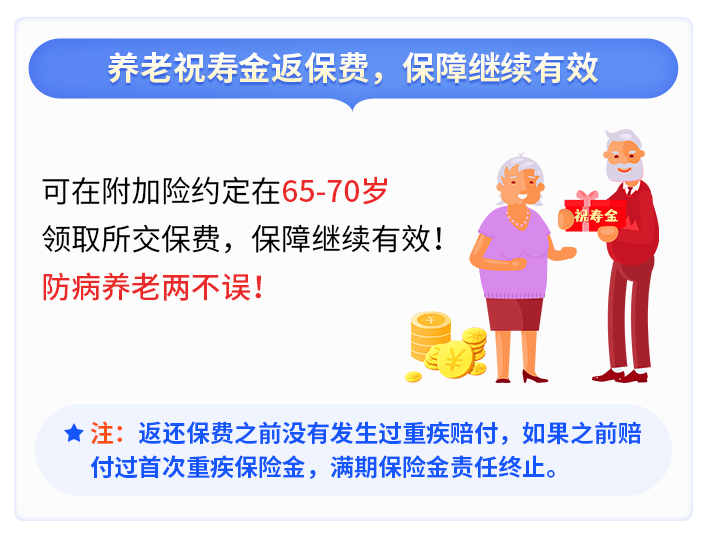 养老祝寿金返保费，保障继续有效
可在附加险约定在65-70岁
领取所交保费，保障继续有效！
防病养老两不误！
祝寿金
注：返还保费之前没有发生过重疾赔付，如果之前赔
付过首次重疾保险金，满期保险金责任终止。